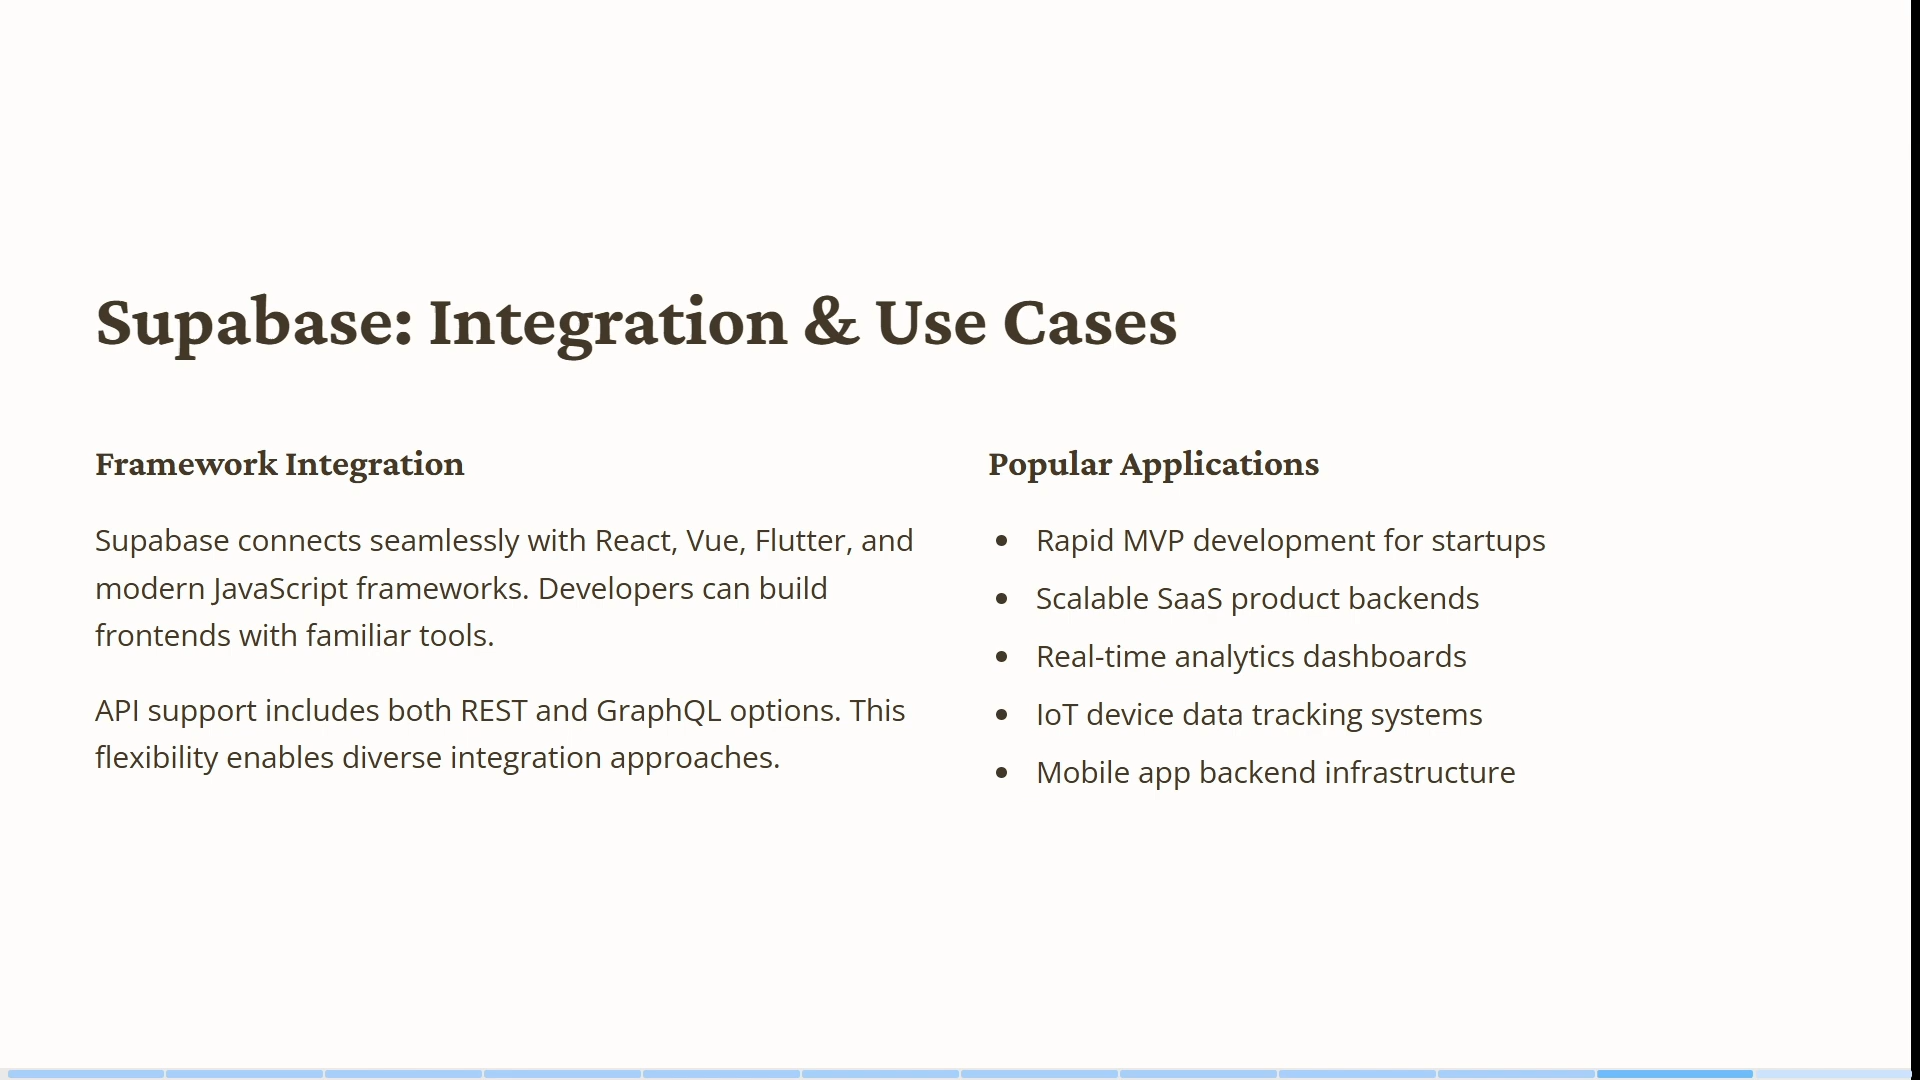 Supabase: Integration & Use Cases
Framework Integration
Supabase connects seamlessly with React, Vue, Flutter, and
modern JavaScript frameworks. Developers can build
frontends with familiar tools.
API support includes both REST and GraphQL options. This
flexibility enables diverse integration approaches.
Popular Applications
• Rapid MVP development for startups
• Scalable SaaS product backends
• Real-time analytics dashboards
• IoT device data tracking systems
• Mobile app backend infrastructure